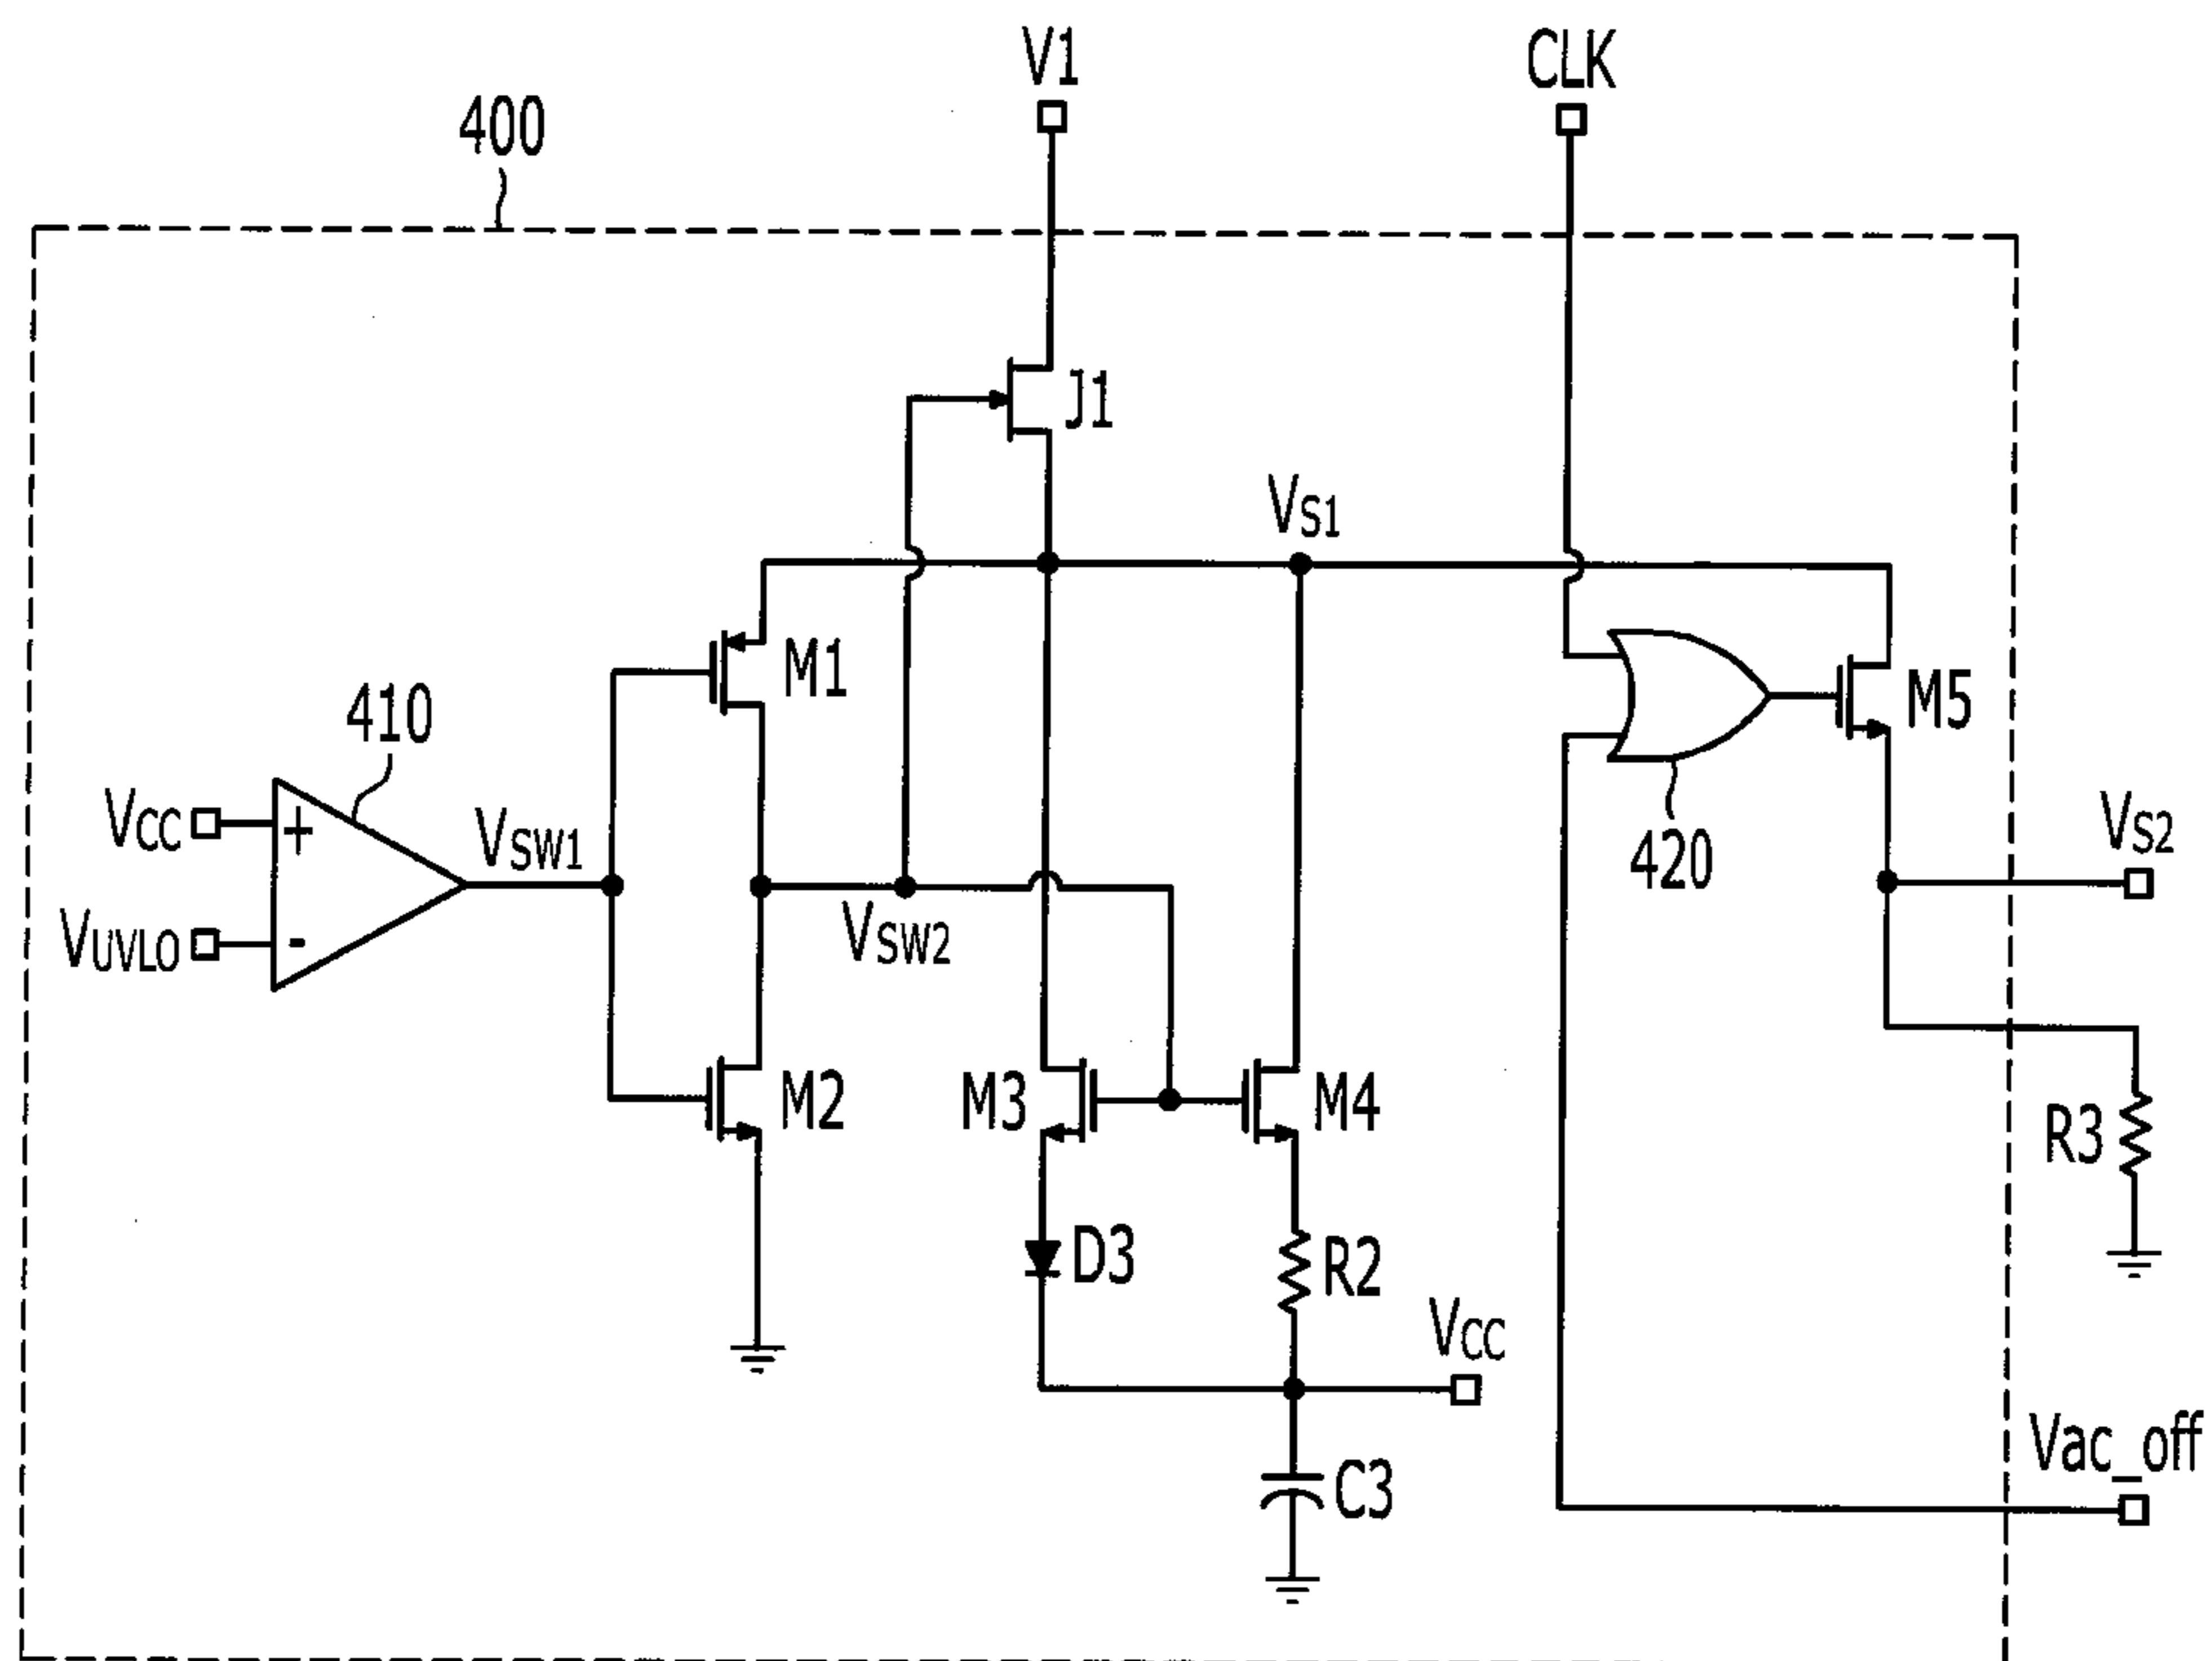 V1
CLK
400
J1
VS1
M1
M5
410
VCC
+
VSW1
VS2
420
VUVLO
-
VSW2
M2
M3
M4
R3
D3
R2
VCC
Vac_off
C3